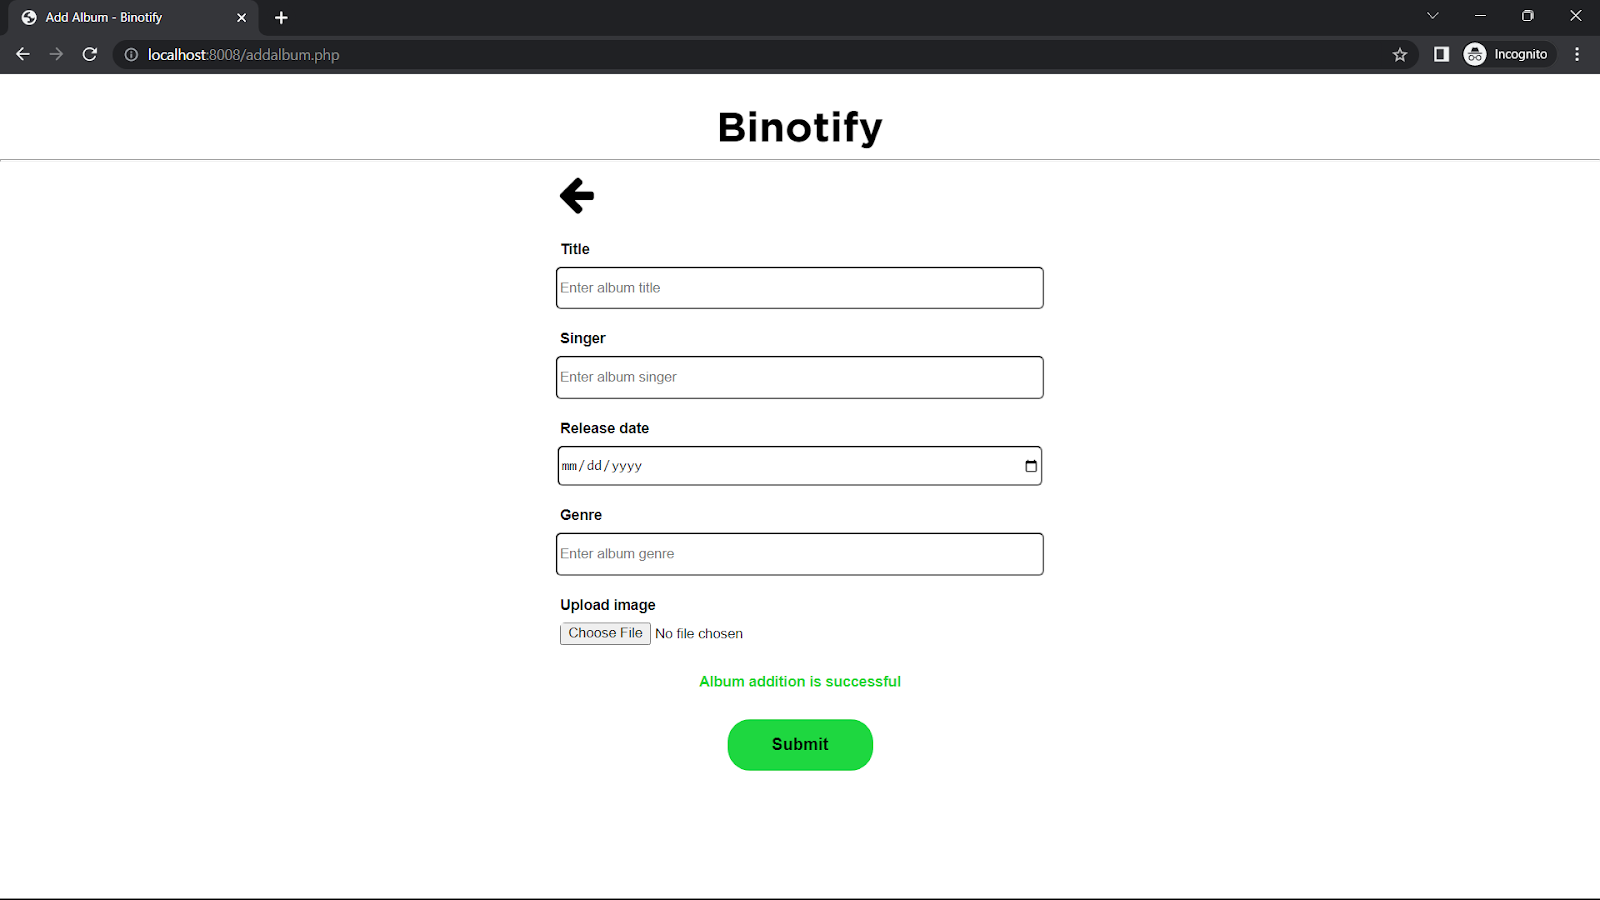 Add Album - Binotify
localhost:8008/addalbum.php
Incognito
Binotify
Title
Enter album title
Singer
Enter album singer
Release date
mm/dd/yyyy
Genre
Enter album genre
Upload image
Choose File No file chosen
Album addition is successful
Submit